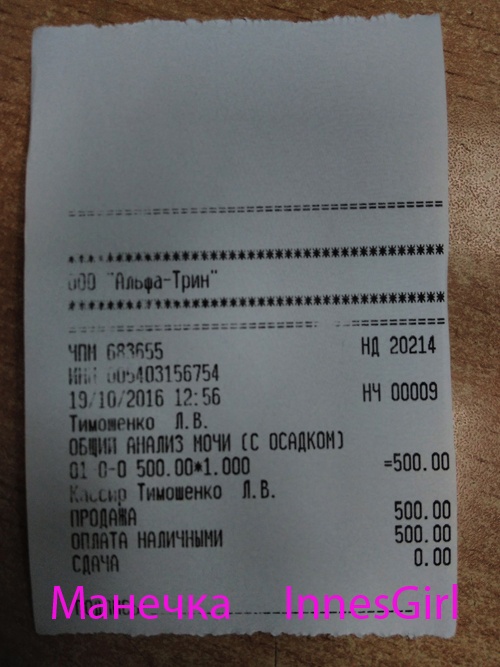 =================================
*********************************
ООО "Альфа-Трин"
*********************************
=================================
ЧПМ 683655 НД 20214
ИНН 005403156754
19/10/2016 12:56 НЧ 00009
Тимошенко Л.В.
ОБЩИЙ АНАЛИЗ МОЧИ (С ОСАДКОМ)
01 0-0 500.00*1.000 =500.00
Кассир Тимошенко Л.В.
ПРОДАЖА 500.00
ОПЛАТА НАЛИЧНЫМИ 500.00
СДАЧА 0.00
Манечка InnesGirl